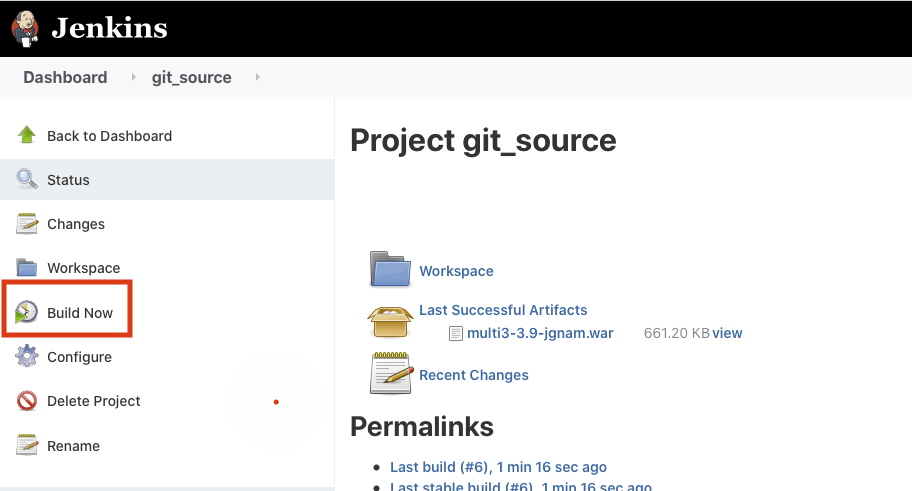 Jenkins
Dashboard
git_source
Back to Dashboard
Status
Changes
Workspace
Build Now
Configure
Delete Project
Rename
Project git_source
Workspace
Last Successful Artifacts
multi3-3.9-jgnam.war 661.20 KB view
Recent Changes
Permalinks
Last build (#6), 1 min 16 sec ago
Last stable build (#6), 1 min 16 sec ago